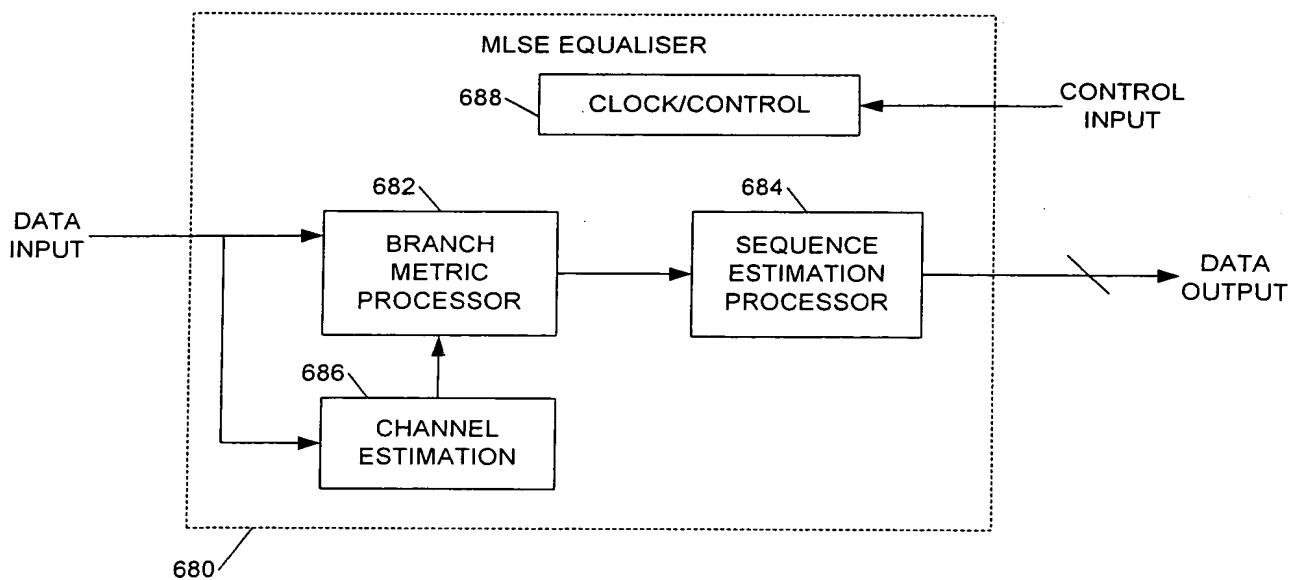 MLSE EQUALISER
688
CLOCK/CONTROL
CONTROL
INPUT
682
684
DATA
INPUT
BRANCH
METRIC
PROCESSOR
SEQUENCE
ESTIMATION
PROCESSOR
DATA
OUTPUT
686
CHANNEL
ESTIMATION
680